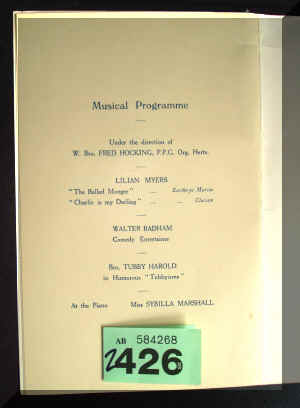 Musical Programme
Under the direction of
W. Bro. FRED HOCKING, P.P.G. Org. Herts.
LILIAN MYERS
"The Ballad Monger" ... Easthope Martin
"Charlie is my Darling" ... ... Clutsam
WALTER BADHAM
Comedy Entertainer
Bro. TUBBY HAROLD
in Humorous "Tubbyisms"
At the Piano Miss SYBILLA MARSHALL
AB 584268
2426